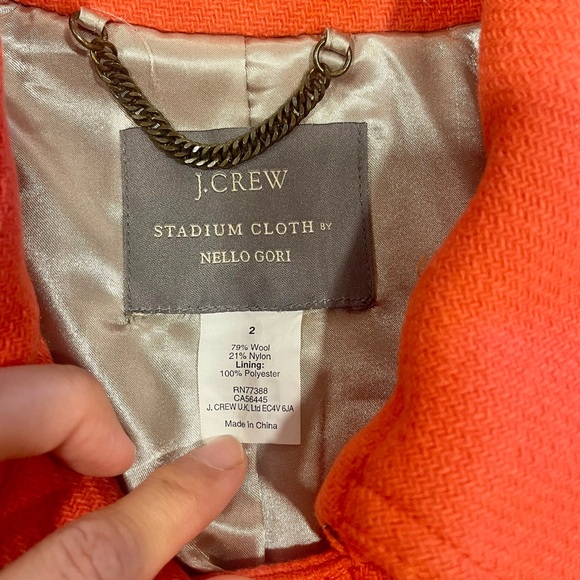 J.CREW
STADIUM CLOTH BY
NELLO GORI
2
79% Wool
21% Nylon
Lining:
100% Polyester
RN77388
CA56445
J. CREW U.K. Ltd EC4V 6JA
Made in China